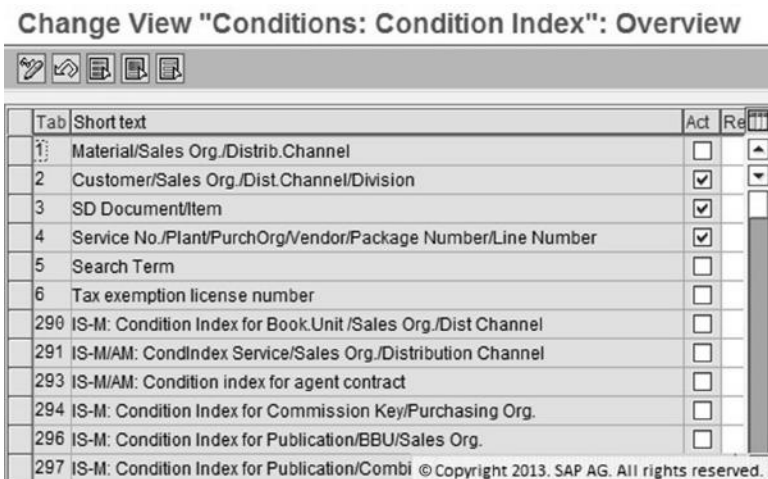 Change View "Conditions: Condition Index": Overview
Tab Short text Act Re
1 Material/Sales Org./Distrib.Channel
2 Customer/Sales Org./Dist.Channel/Division
3 SD Document/Item
4 Service No./Plant/PurchOrg/Vendor/Package Number/Line Number
5 Search Term
6 Tax exemption license number
290 IS-M: Condition Index for Book.Unit /Sales Org./Dist Channel
291 IS-M/AM: CondIndex Service/Sales Org./Distribution Channel
293 IS-M/AM: Condition index for agent contract
294 IS-M: Condition Index for Commission Key/Purchasing Org.
296 IS-M: Condition Index for Publication/BBU/Sales Org.
297 IS-M: Condition Index for Publication/Combi © Copyright 2013. SAP AG. All rights reserved.